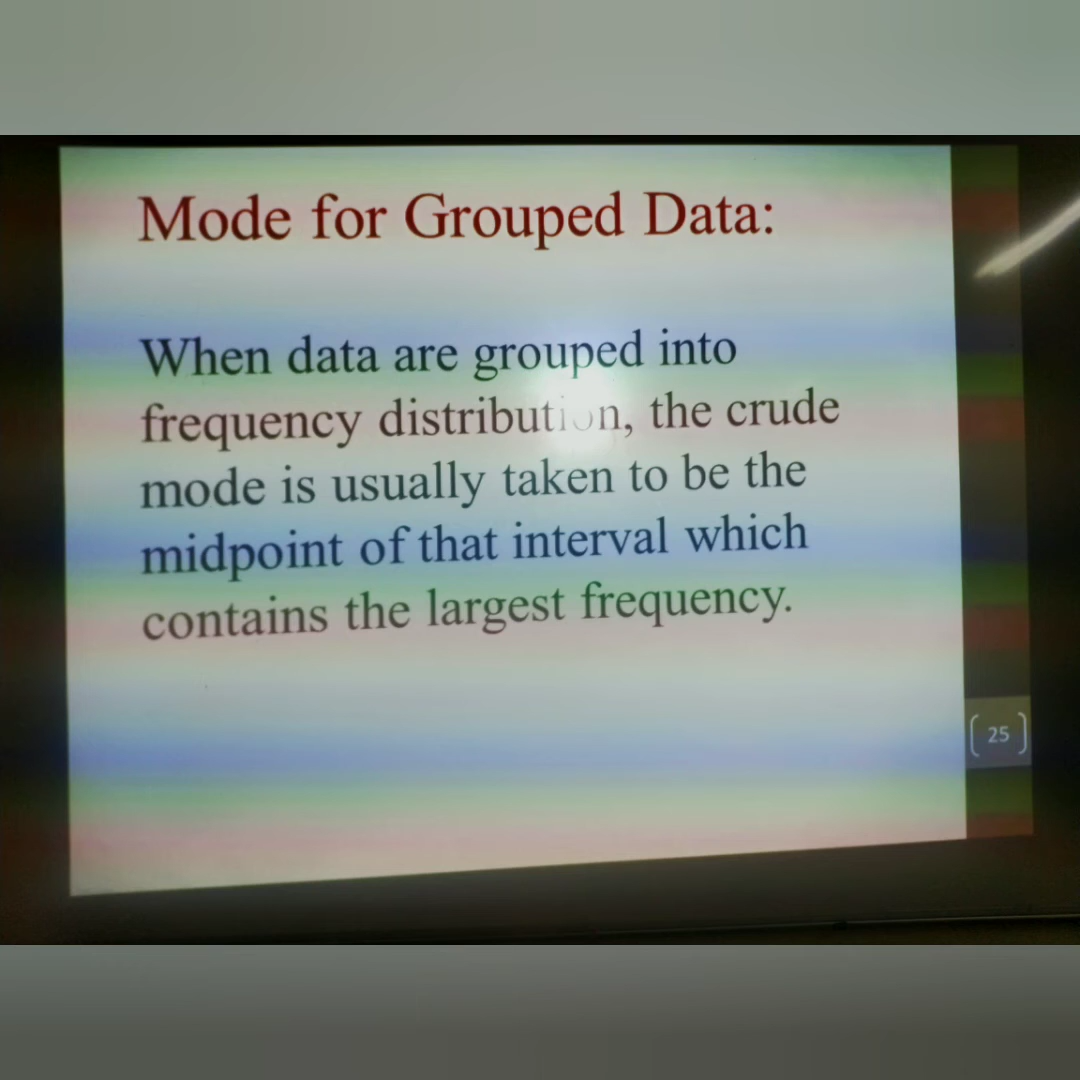 Mode for Grouped Data:
When data are grouped into
frequency distribution, the crude
mode is usually taken to be the
midpoint of that interval which
contains the largest frequency.
25